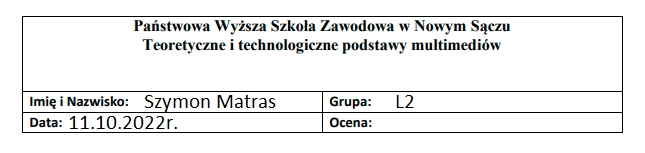 Państwowa Wyższa Szkoła Zawodowa w Nowym Sączu
Teoretyczne i technologiczne podstawy multimediów
Imię i Nazwisko: Szymon Matras Grupa: L2
Data: 11.10.2022r. Ocena: